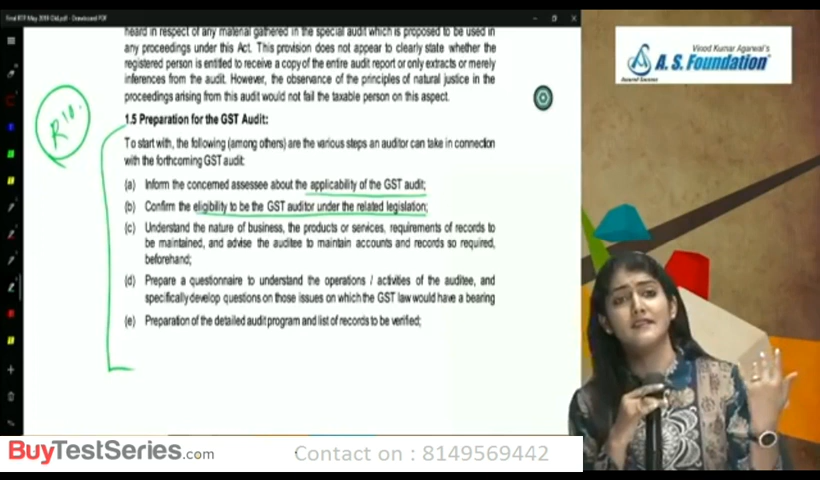 Final RTP May 2019 Old.pdf - Drawboard PDF
heard in respect of any material gathered in the special audit which is proposed to be used in
any proceedings under this Act. This provision does not appear to clearly state whether the
registered person is entitled to receive a copy of the entire audit report or only extracts or merely
inferences from the audit. However, the observance of the principles of natural justice in the
proceedings arising from this audit would not fail the taxable person on this aspect.
1.5 Preparation for the GST Audit:
To start with, the following (among others) are the various steps an auditor can take in connection
with the forthcoming GST audit:
(a) Inform the concerned assessee about the applicability of the GST audit;
(b) Confirm the eligibility to be the GST auditor under the related legislation;
(c) Understand the nature of business, the products or services, requirements of records to
be maintained, and advise the auditee to maintain accounts and records so required,
beforehand;
(d) Prepare a questionnaire to understand the operations / activities of the auditee, and
specifically develop questions on those issues on which the GST law would have a bearing
(e) Preparation of the detailed audit program and list of records to be verified;
Vinod Kumar Agarwal's
A. S. Foundation
Assured Success
BuyTestSeries.com
Contact on : 8149569442